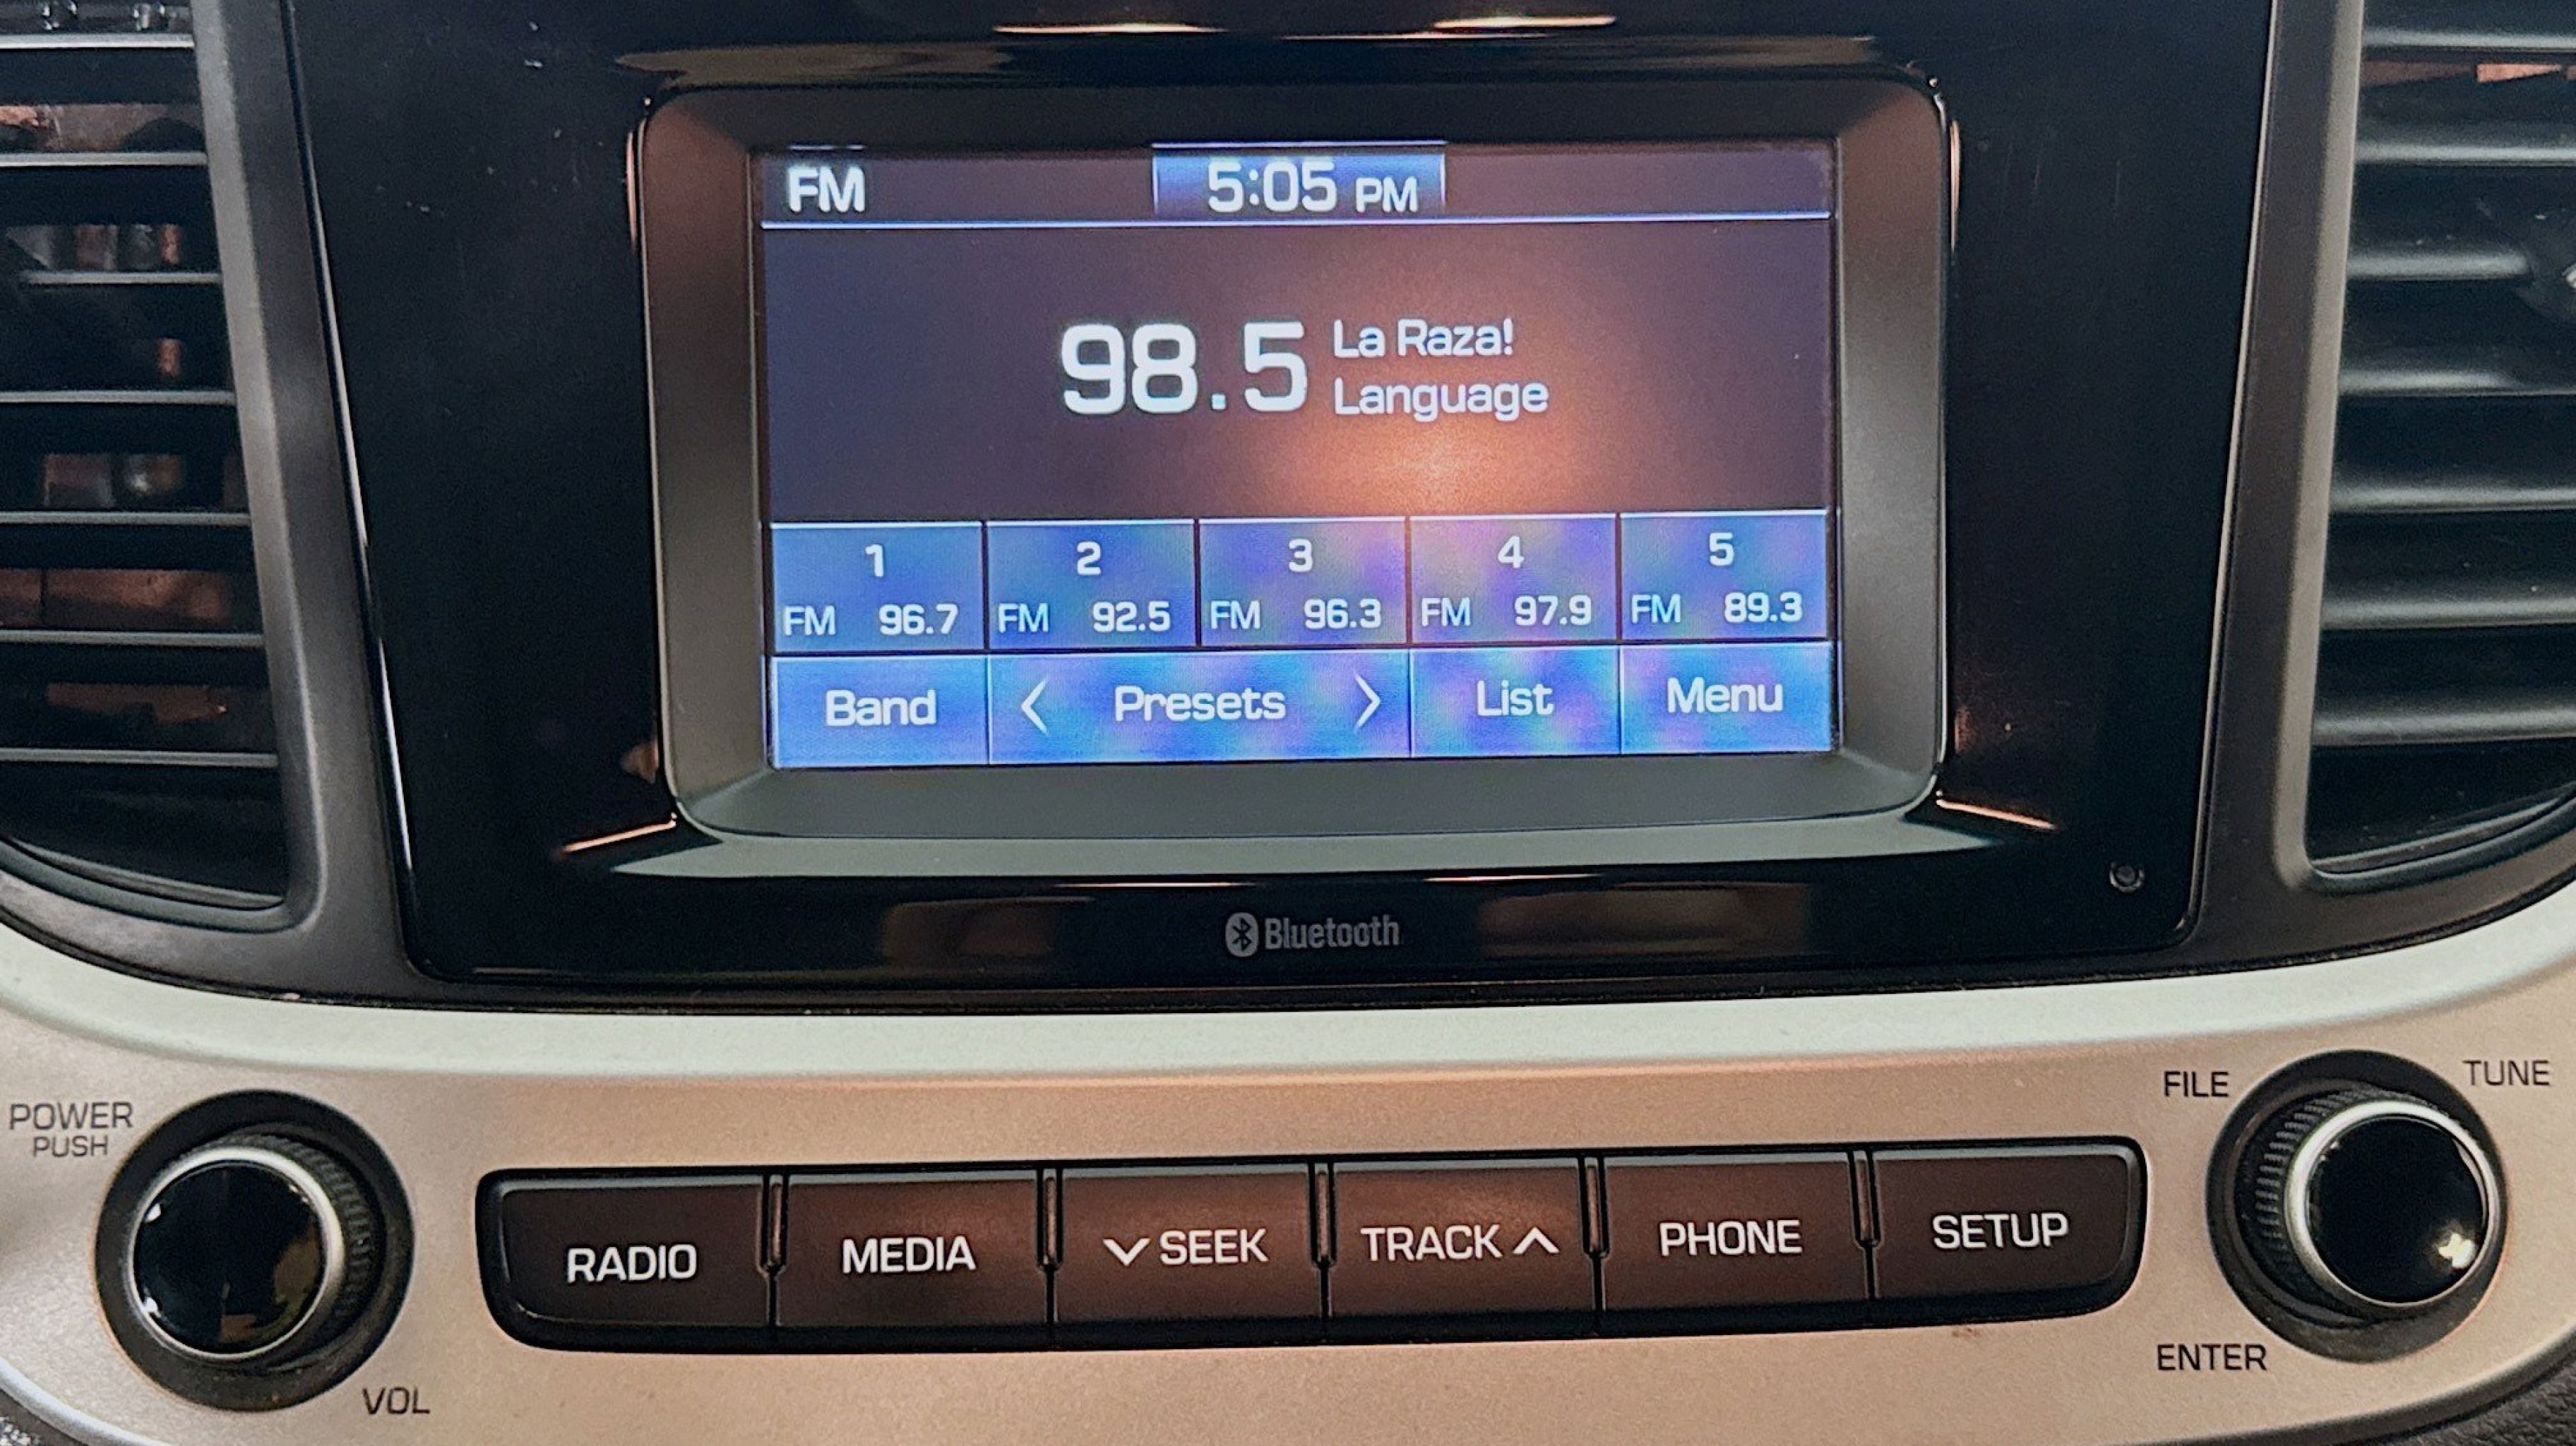 FM 5:05 PM
98.5 La Raza!
Language
1 2 3 4 5
FM 96.7 FM 92.5 FM 96.3 FM 97.9 FM 89.3
Band < Presets > List Menu
Bluetooth
POWER
PUSH
VOL
RADIO MEDIA ∨ SEEK TRACK ∧ PHONE SETUP
FILE TUNE
ENTER